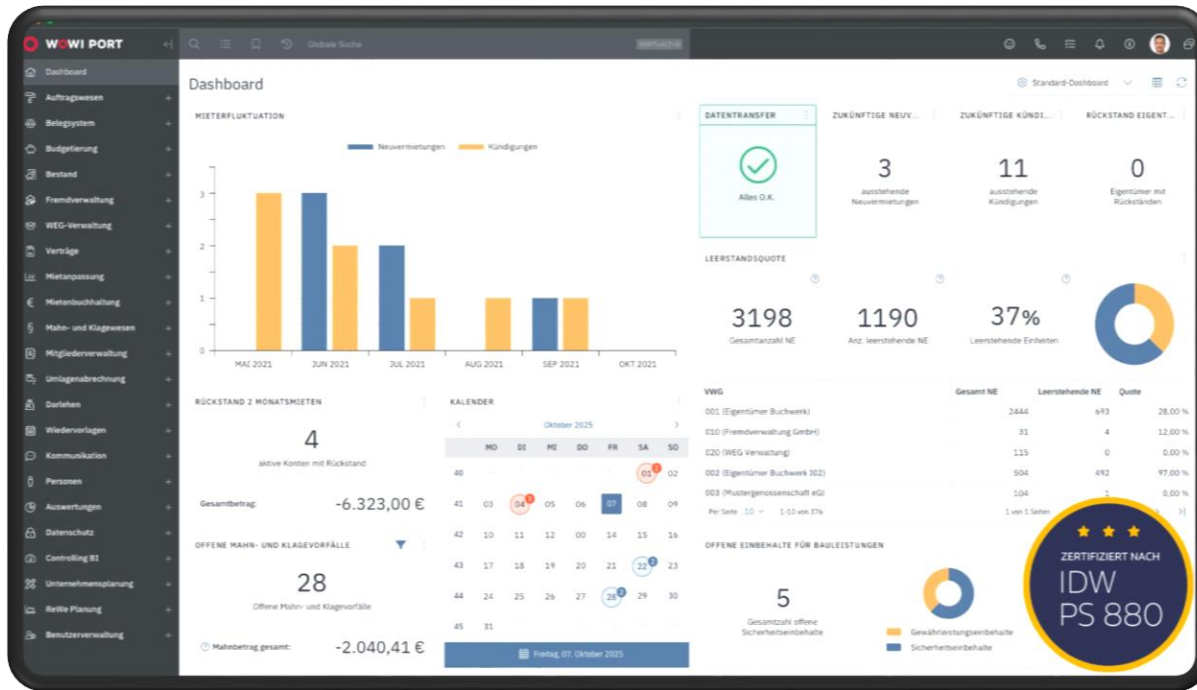 WOWI PORT
Globale Suche
Dashboard
Auftragswesen
Belegsystem
Budgetierung
Bestand
Fremdverwaltung
WEG-Verwaltung
Verträge
Mietanpassung
Mietenbuchhaltung
Mahn- und Klagewesen
Mitgliederverwaltung
Umlagenabrechnung
Darlehen
Wiedervorlagen
Kommunikation
Personen
Auswertungen
Datenschutz
Controlling BI
Unternehmensplanung
ReWe Planung
Benutzerverwaltung
Dashboard
Standard-Dashboard
MIETERFLUKTUATION
Neuvermietungen Kündigungen
3
2
1
0
MAI 2021 JUN 2021 JUL 2021 AUG 2021 SEP 2021 OKT 2021
DATENTRANSFER
Alles O.K.
ZUKÜNFTIGE NEUV...
3
ausstehende
Neuvermietungen
ZUKÜNFTIGE KÜNDI...
11
ausstehende
Kündigungen
RÜCKSTAND EIGENT...
0
Eigentümer mit
Rückständen
LEERSTANDSQUOTE
3198
Gesamtanzahl NE
1190
Anz. leerstehende NE
37%
Leerstehende Einheiten
VWG Gesamt NE Leerstehende NE Quote
001 (Eigentümer Buchwerk) 2444 693 28,00 %
010 (Fremdverwaltung GmbH) 31 4 12,00 %
020 (WEG Verwaltung) 115 0 0,00 %
002 (Eigentümer Buchwerk 002) 504 492 97,00 %
003 (Mustergenossenschaft eG) 104 1 0,00 %
Per Seite 10 1-10 von 376 1 von 1 Seiten
RÜCKSTAND 2 MONATSMIETEN
4
aktive Konten mit Rückstand
Gesamtbetrag: -6.323,00 €
OFFENE MAHN- UND KLAGEVORFÄLLE
28
Offene Mahn- und Klagevorfälle
Mahnbetrag gesamt: -2.040,41 €
KALENDER
Oktober 2025
MO DI MI DO FR SA SO
40 01 02
41 03 04 05 06 07 08 09
42 10 11 12 00 14 15 16
43 17 18 19 20 21 22 23
44 24 25 26 27 28 29 30
45 31
Freitag, 07. Oktober 2025
OFFENE EINBEHALTE FÜR BAULEISTUNGEN
5
Gesamtzahl offene
Sicherheitseinbehalte
Gewährleistungseinbehalte
Sicherheitseinbehalte
ZERTIFIZIERT NACH
IDW
PS 880